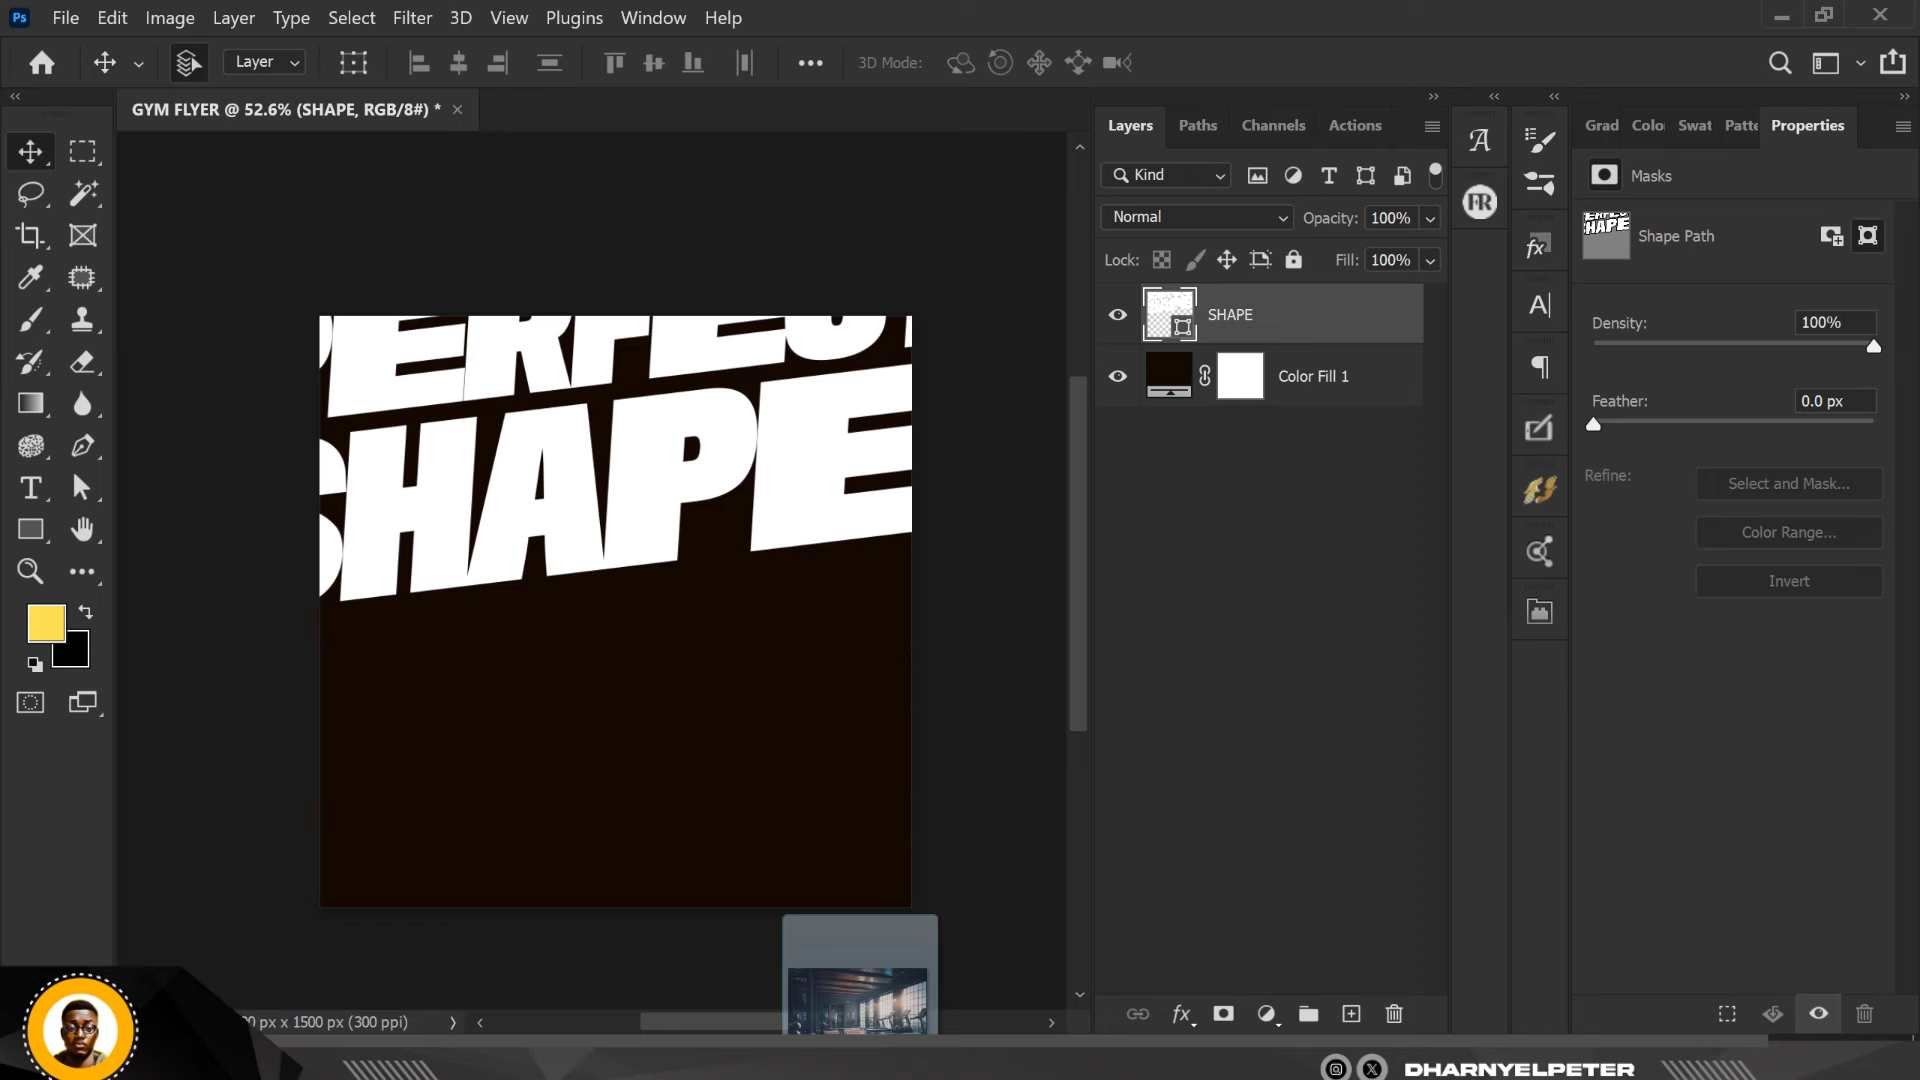 Ps File Edit Image Layer Type Select Filter 3D View Plugins Window Help
Layer 3D Mode:
GYM FLYER @ 52.6% (SHAPE, RGB/8#) *
Layers Paths Channels Actions
Kind
Normal Opacity: 100%
Lock: Fill: 100%
SHAPE
Color Fill 1
PERFECT
SHAPE
FR
Grad Colo Swat Patte Properties
Masks
Shape Path
Density: 100%
Feather: 0.0 px
Refine: Select and Mask...
Color Range...
Invert
px x 1500 px (300 ppi)
DHARNYELPETER